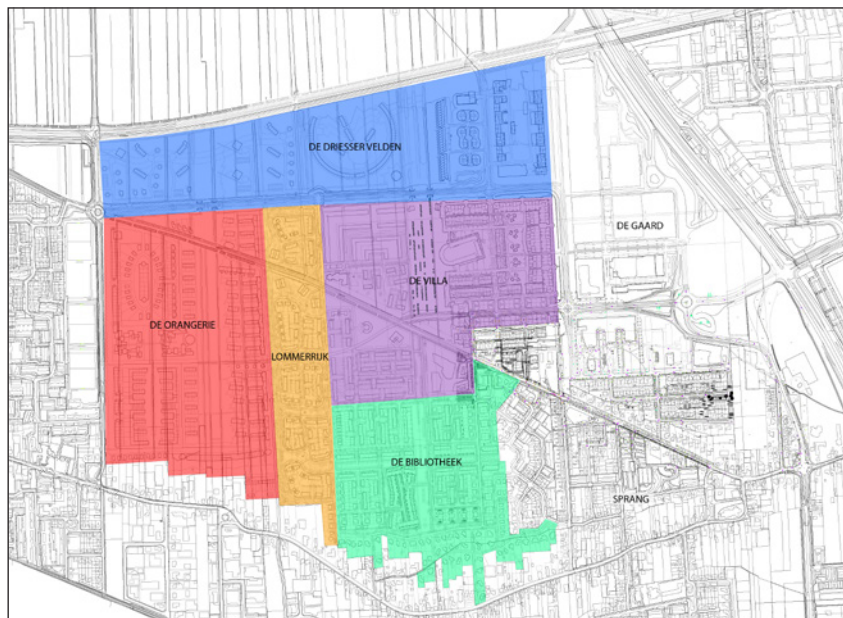 DE DRIESSER VELDEN
DE GAARD
DE VILLA
DE ORANGERIE
LOMMERRIJK
DE BIBLIOTHEEK
SPRANG